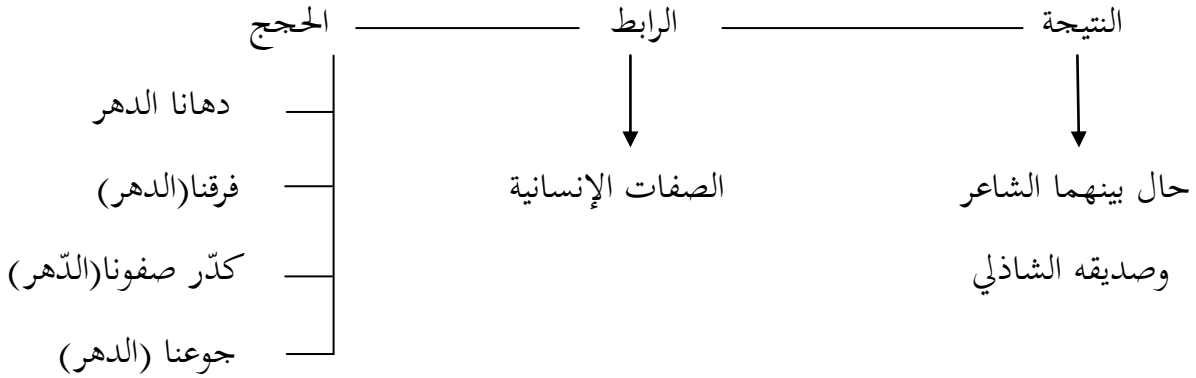 النتيجة الرابط الحجج
دهانا الدهر
حال بينهما الشاعر الصفات الإنسانية فرقنا(الدهر)
وصديقه الشاذلي كدّر صفونا(الدّهر)
جوعنا (الدهر)